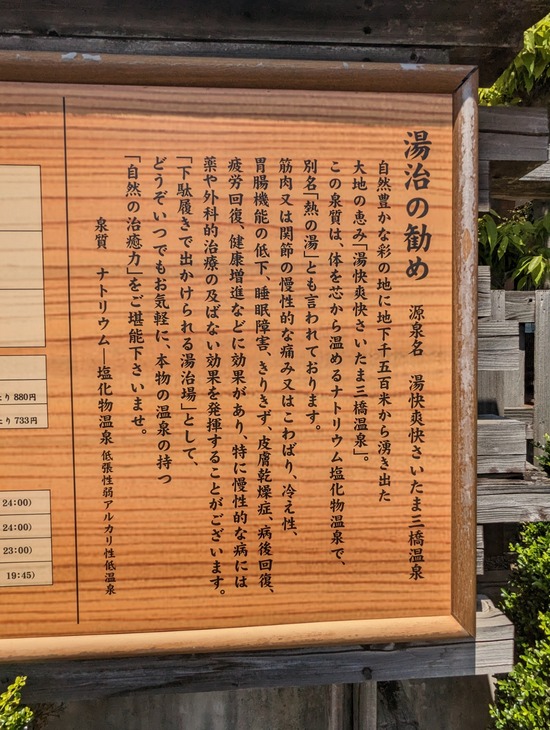 湯治の勧め　源泉名　湯快爽快さいたま三橋温泉
自然豊かな彩の地に地下千五百米から湧き出た
大地の恵み「湯快爽快さいたま三橋温泉」。
この泉質は、体を芯から温めるナトリウム塩化物温泉で、
別名「熱の湯」とも言われております。
筋肉又は関節の慢性的な痛み又はこわばり、冷え性、
胃腸機能の低下、睡眠障害、きりきず、皮膚乾燥症、病後回復、
疲労回復、健康増進などに効果があり、特に慢性的な病には
薬や外科的治療の及ばない効果を発揮することがございます。
「下駄履きで出かけられる湯治場」として、
どうぞいつでもお気軽に、本物の温泉の持つ
「自然の治癒力」をご堪能下さいませ。
泉質　ナトリウム―塩化物温泉 低張性弱アルカリ性低温泉
たり 880円
たり 733円
24:00)
24:00)
23:00)
19:45)